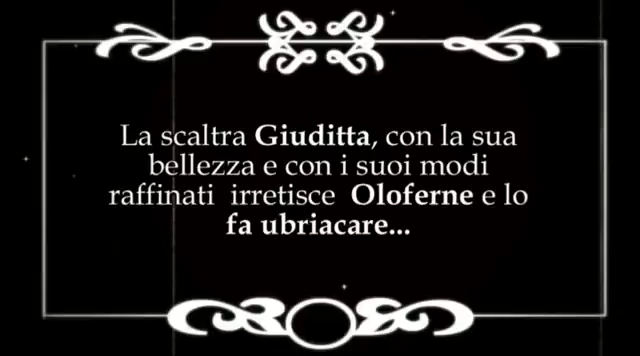 La scaltra Giuditta, con la sua
bellezza e con i suoi modi
raffinati irretisce Oloferne e lo
fa ubriacare...